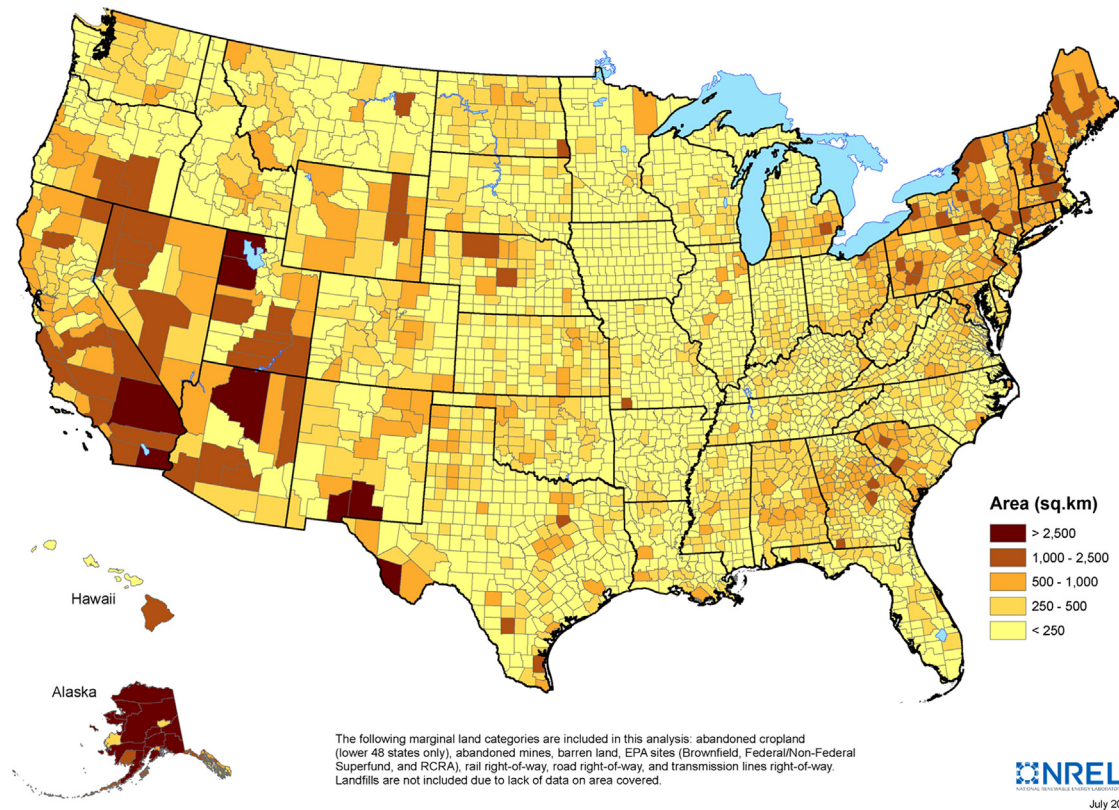 Area (sq.km)
> 2,500
1,000 - 2,500
500 - 1,000
250 - 500
< 250
Hawaii
Alaska
The following marginal land categories are included in this analysis: abandoned cropland
(lower 48 states only), abandoned mines, barren land, EPA sites (Brownfield, Federal/Non-Federal
Superfund, and RCRA), rail right-of-way, road right-of-way, and transmission lines right-of-way.
Landfills are not included due to lack of data on area covered.
NREL
NATIONAL RENEWABLE ENERGY
July